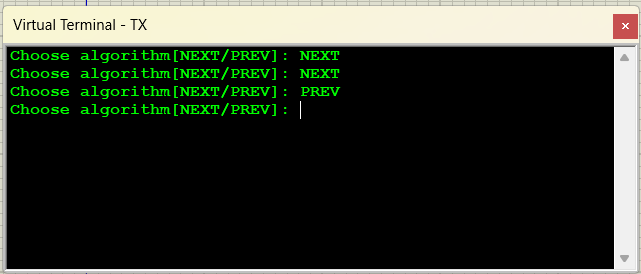 Virtual Terminal - TX
Choose algorithm[NEXT/PREV]: NEXT
Choose algorithm[NEXT/PREV]: NEXT
Choose algorithm[NEXT/PREV]: PREV
Choose algorithm[NEXT/PREV]: